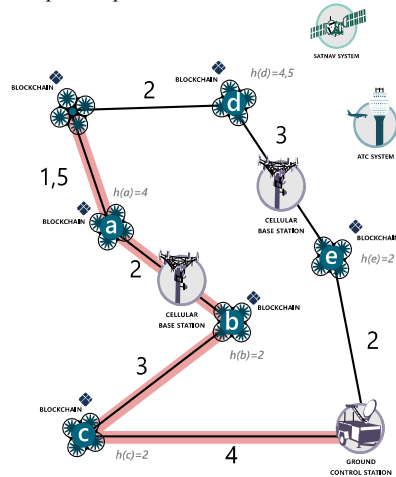 SATNAV SYSTEM
h(d)=4,5
BLOCKCHAIN
BLOCKCHAIN
2
d
ATC SYSTEM
3
1,5
h(a)=4
CELLULAR
BASE STATION
BLOCKCHAIN
a
BLOCKCHAIN
e
h(e)=2
2
CELLULAR
BASE STATION
BLOCKCHAIN
b
h(b)=2
2
3
BLOCKCHAIN
c
h(c)=2
4
GROUND
CONTROL STATION